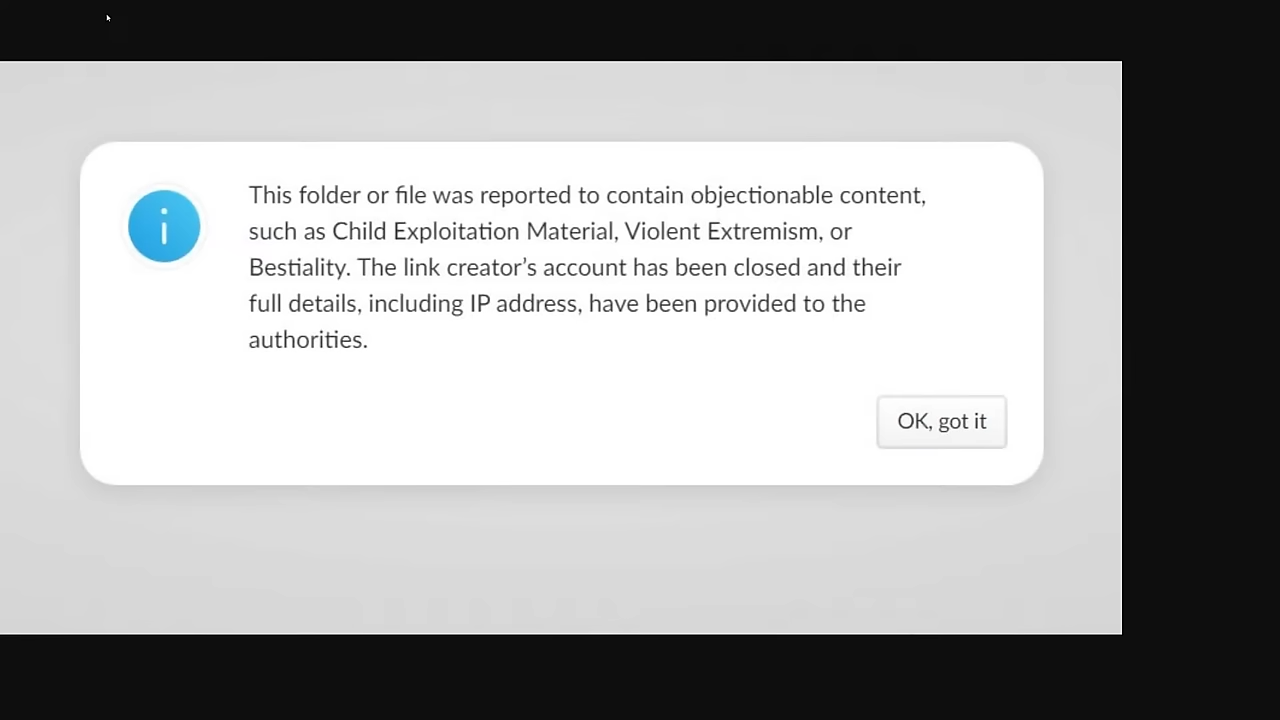 This folder or file was reported to contain objectionable content,
such as Child Exploitation Material, Violent Extremism, or
Bestiality. The link creator’s account has been closed and their
full details, including IP address, have been provided to the
authorities.
OK, got it